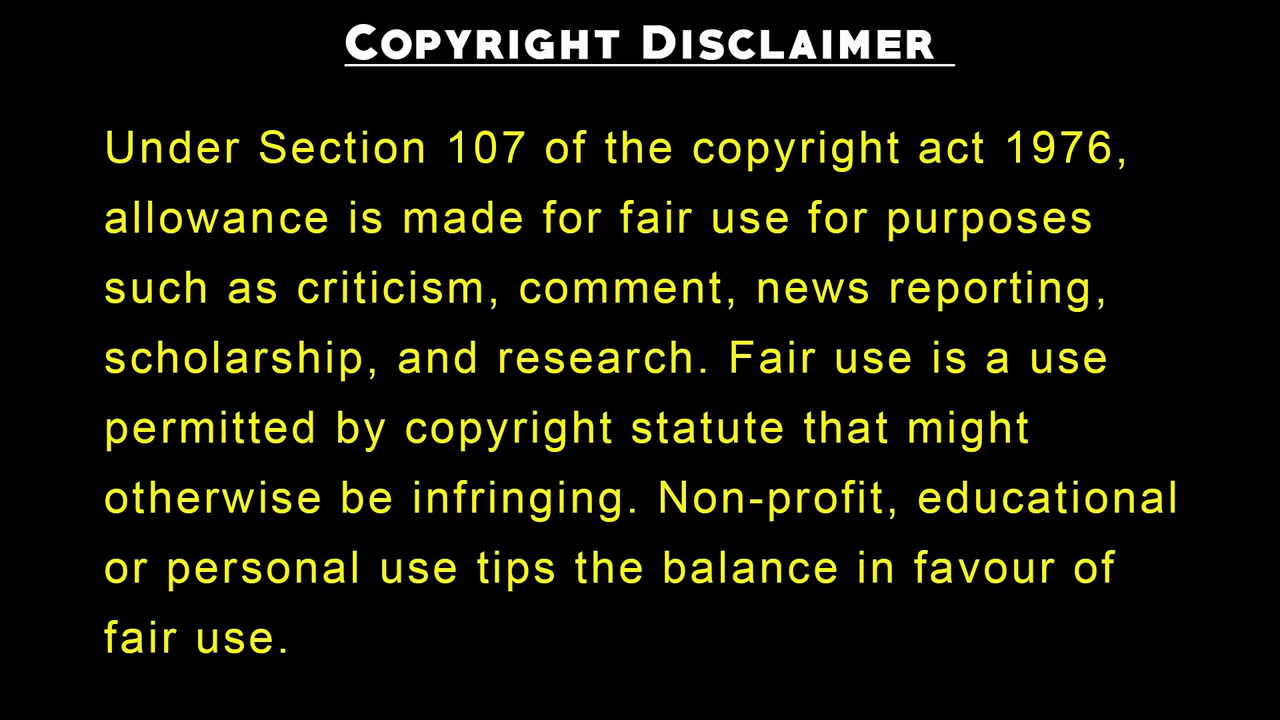 Copyright Disclaimer
Under Section 107 of the copyright act 1976,
allowance is made for fair use for purposes
such as criticism, comment, news reporting,
scholarship, and research. Fair use is a use
permitted by copyright statute that might
otherwise be infringing. Non-profit, educational
or personal use tips the balance in favour of
fair use.